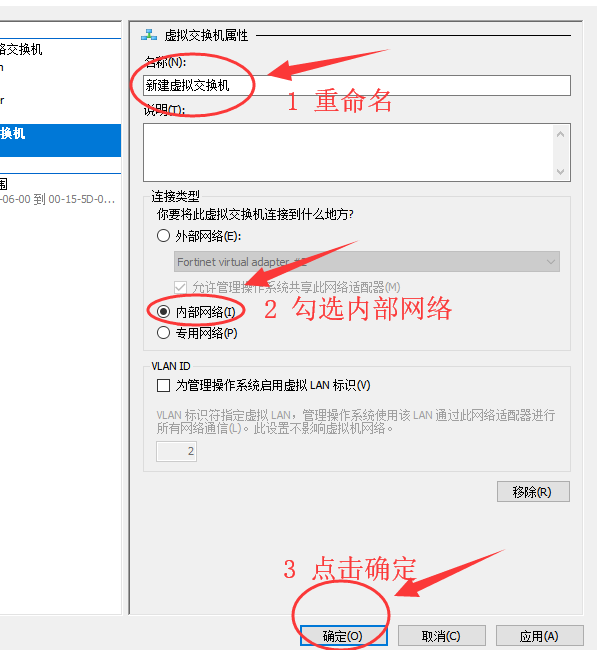 虚拟交换机属性
名称(N):
新建虚拟交换机
1 重命名
说明(T):
连接类型
你要将此虚拟交换机连接到什么地方?
外部网络(E):
Fortinet virtual adapter #2
允许管理操作系统共享此网络适配器(M)
内部网络(I)
2 勾选内部网络
专用网络(P)
VLAN ID
为管理操作系统启用虚拟 LAN 标识(V)
VLAN 标识符指定虚拟 LAN，管理操作系统使用该 LAN 通过此网络适配器进行
所有网络通信(L)。此设置不影响虚拟机网络。
2
移除(R)
3 点击确定
确定(O)
取消(C)
应用(A)
交换机
r
换机
围
-06-00 到 00-15-5D-0...